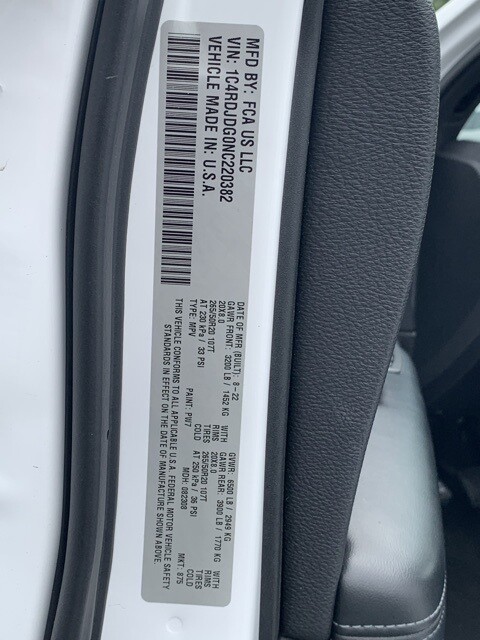 MFD BY: FCA US LLC
VIN: 1C4RDJDG0NC220382
VEHICLE MADE IN: U.S.A.
DATE OF MFR (BUILT): 8-22 GVWR: 6500 LB / 2949 KG
GAWR FRONT: 3200 LB / 1452 KG WITH GAWR REAR: 3900 LB / 1770 KG WITH
20X8.0 RIMS 20X8.0 RIMS
265/50R20 107T TIRES 265/50R20 107T TIRES
AT 230 kPa / 33 PSI COLD AT 250 kPa / 36 PSI COLD
TYPE: MPV PAINT: PW7 MDH: 082308 MKT: 875
THIS VEHICLE CONFORMS TO ALL APPLICABLE U.S.A. FEDERAL MOTOR VEHICLE SAFETY
STANDARDS IN EFFECT ON THE DATE OF MANUFACTURE SHOWN ABOVE.